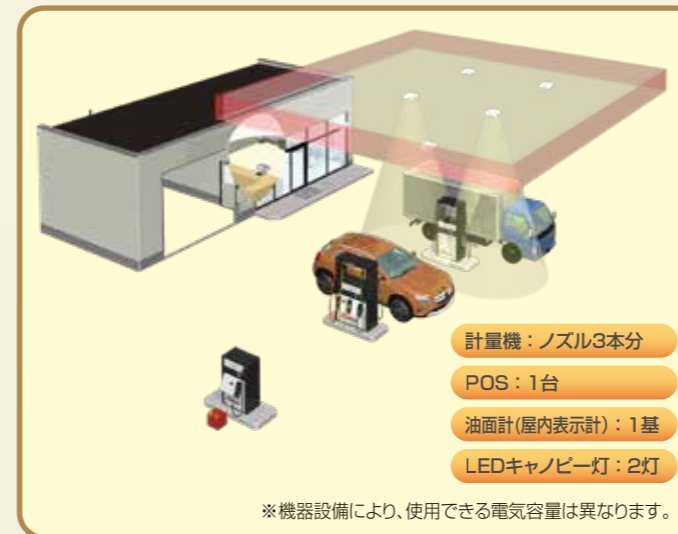 計量機：ノズル3本分
POS：1台
油面計(屋内表示計)：1基
LEDキャノピー灯：2灯
※機器設備により、使用できる電気容量は異なります。